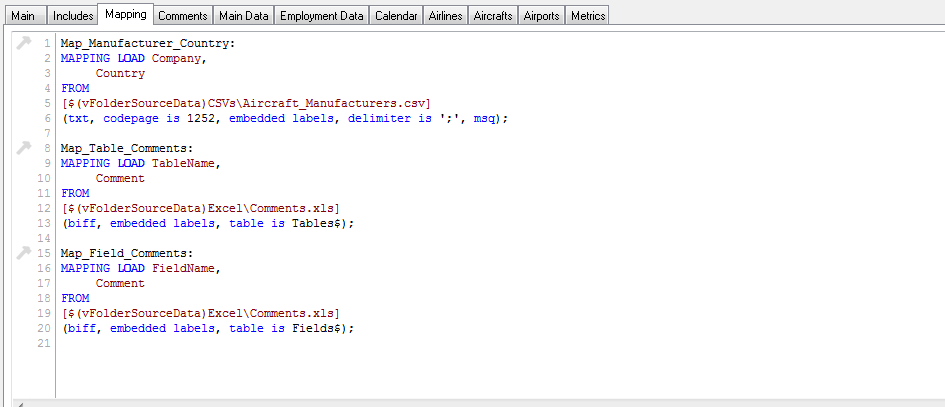 Main Includes Mapping Comments Main Data Employment Data Calendar Airlines Aircrafts Airports Metrics
1 Map_Manufacturer_Country:
2 MAPPING LOAD Company,
3 Country
4 FROM
5 [$(vFolderSourceData)CSVs\Aircraft_Manufacturers.csv]
6 (txt, codepage is 1252, embedded labels, delimiter is ';', msq);
7
8 Map_Table_Comments:
9 MAPPING LOAD TableName,
10 Comment
11 FROM
12 [$(vFolderSourceData)Excel\Comments.xls]
13 (biff, embedded labels, table is Tables$);
14
15 Map_Field_Comments:
16 MAPPING LOAD FieldName,
17 Comment
18 FROM
19 [$(vFolderSourceData)Excel\Comments.xls]
20 (biff, embedded labels, table is Fields$);
21